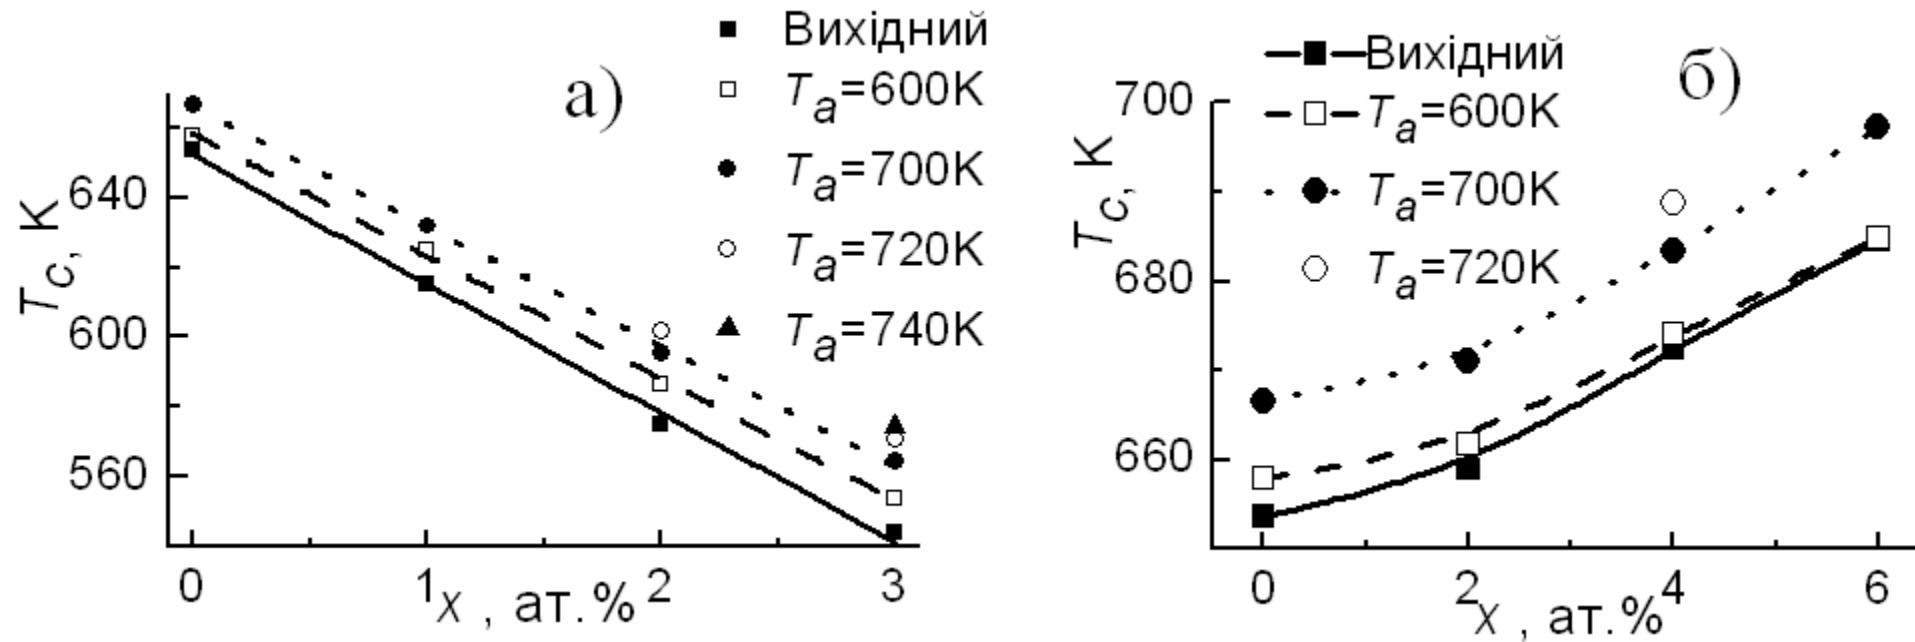 а)
Вихідний
Ta=600K
Ta=700K
Ta=720K
Ta=740K
640
600
560
Tc, K
0 1 2 3
x , ат.%
б)
Вихідний
Ta=600K
Ta=700K
Ta=720K
700
680
660
Tc, K
0 2 4 6
x , ат.%